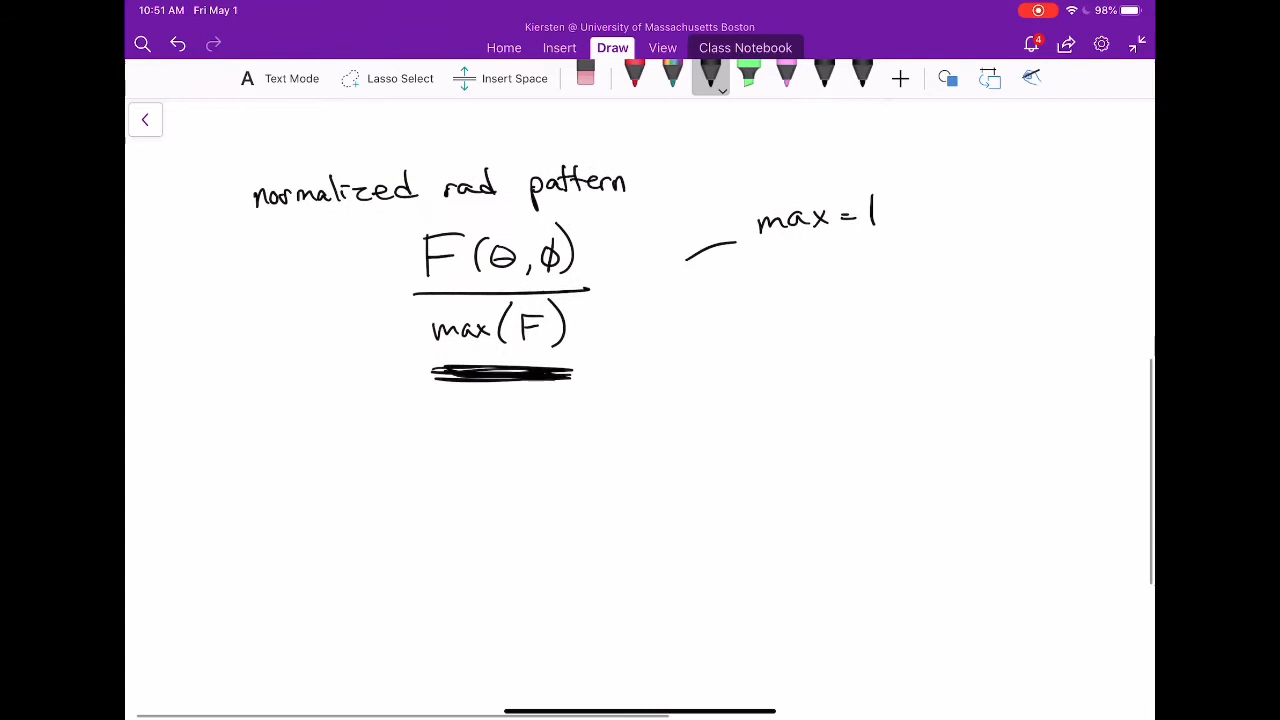 10:51 AM Fri May 1
98%
Kiersten @ University of Massachusetts Boston
Home Insert Draw View Class Notebook
4
A Text Mode Lasso Select Insert Space
normalized rad pattern
max = 1
F(θ,ϕ)
max(F)